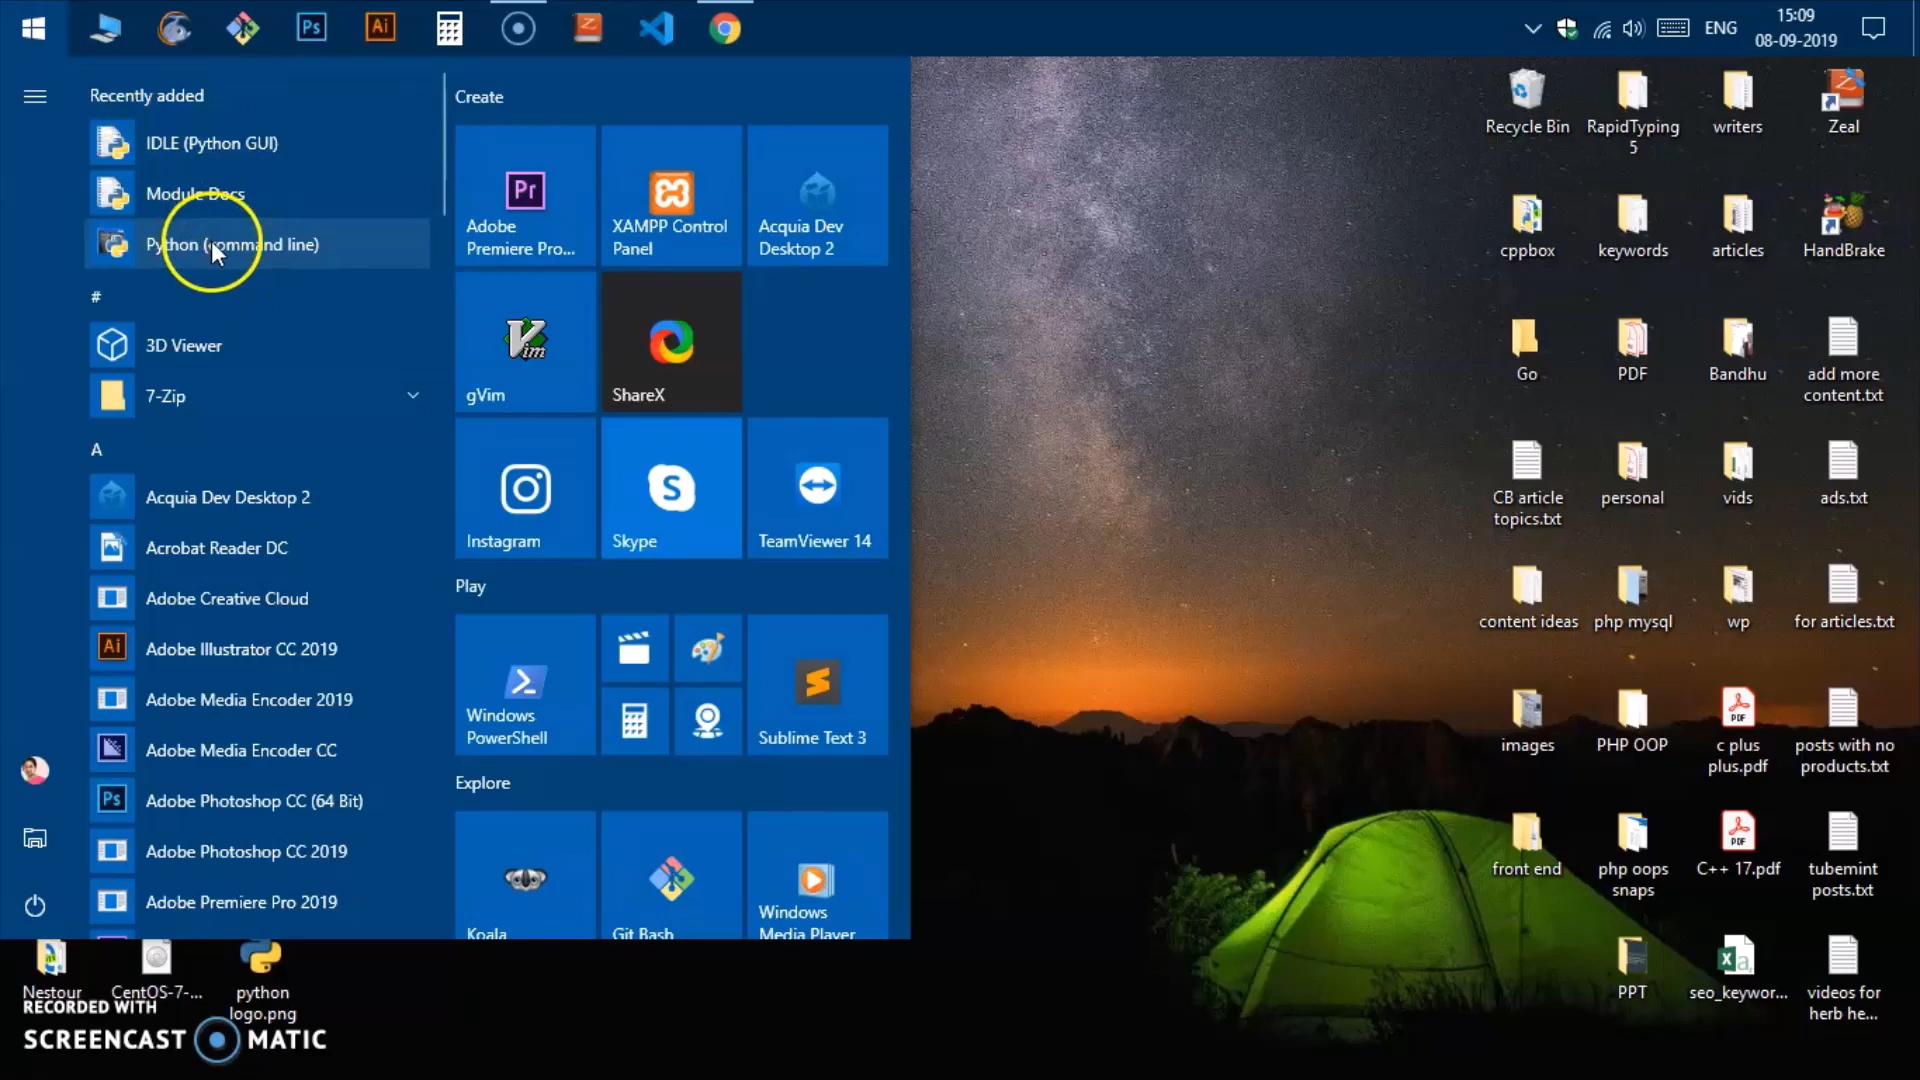 Ps
Ai
ENG
15:09
08-09-2019
Recently added
IDLE (Python GUI)
Module Docs
Python (command line)
#
3D Viewer
7-Zip
A
Acquia Dev Desktop 2
Acrobat Reader DC
Adobe Creative Cloud
Ai
Adobe Illustrator CC 2019
Adobe Media Encoder 2019
Adobe Media Encoder CC
Ps
Adobe Photoshop CC (64 Bit)
Adobe Photoshop CC 2019
Adobe Premiere Pro 2019
Create
Pr
Adobe
Premiere Pro...
XAMPP Control
Panel
Acquia Dev
Desktop 2
Vim
gVim
ShareX
Instagram
S
Skype
TeamViewer 14
Play
Windows
PowerShell
Sublime Text 3
Explore
Koala
Git Bash
Windows
Media Player
Recycle Bin
RapidTyping
5
writers
Zeal
cppbox
keywords
articles
HandBrake
Go
PDF
Bandhu
add more
content.txt
CB article
topics.txt
personal
vids
ads.txt
content ideas
php mysql
wp
for articles.txt
images
PHP OOP
PDF
c plus
plus.pdf
posts with no
products.txt
front end
php oops
snaps
PDF
C++ 17.pdf
tubemint
posts.txt
PPT
seo_keywor...
videos for
herb he...
Nestour
CentOS-7-...
python
logo.png
RECORDED WITH
SCREENCAST MATIC